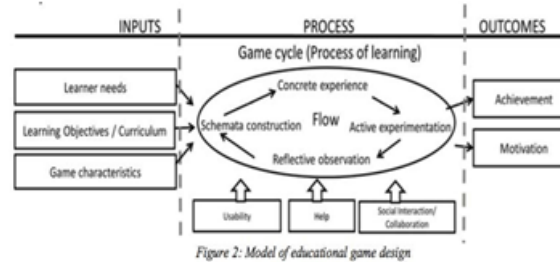 INPUTS PROCESS OUTCOMES
Game cycle (Process of learning)
Learner needs
Learning Objectives / Curriculum
Game characteristics
Concrete experience
Schemata construction Flow Active experimentation
Reflective observation
Achievement
Motivation
Usability
Help
Social Interaction/
Collaboration
Figure 2: Model of educational game design